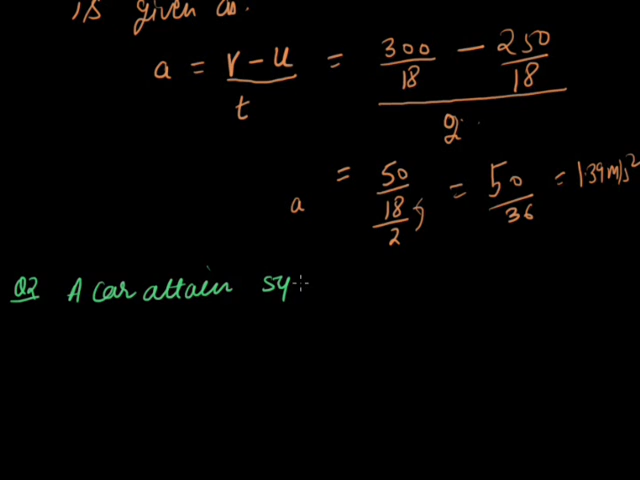 is given as.
a = v - u / t = 300/18 - 250/18 / 2
a = 50 / 18 / 2 = 50/36 = 1.39 m/s²
Q2 A car attain